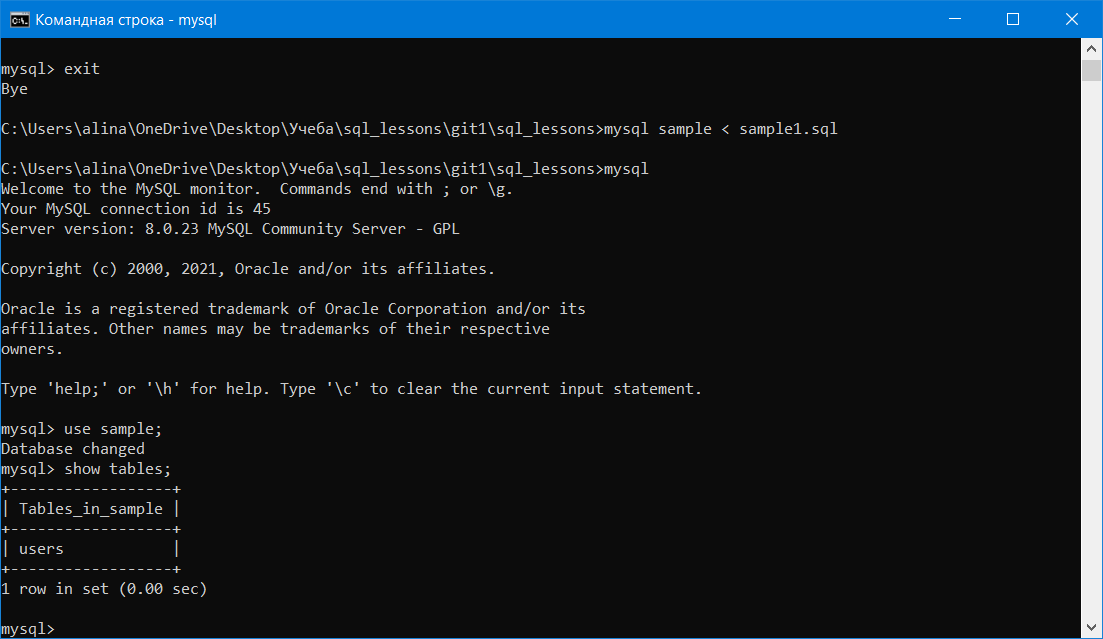 Командная строка - mysql
mysql> exit
Bye
C:\Users\alina\OneDrive\Desktop\Учеба\sql_lessons\git1\sql_lessons>mysql sample < sample1.sql
C:\Users\alina\OneDrive\Desktop\Учеба\sql_lessons\git1\sql_lessons>mysql
Welcome to the MySQL monitor.  Commands end with ; or \g.
Your MySQL connection id is 45
Server version: 8.0.23 MySQL Community Server - GPL
Copyright (c) 2000, 2021, Oracle and/or its affiliates.
Oracle is a registered trademark of Oracle Corporation and/or its
affiliates. Other names may be trademarks of their respective
owners.
Type 'help;' or '\h' for help. Type '\c' to clear the current input statement.
mysql> use sample;
Database changed
mysql> show tables;
+------------------+
| Tables_in_sample |
+------------------+
| users            |
+------------------+
1 row in set (0.00 sec)
mysql>